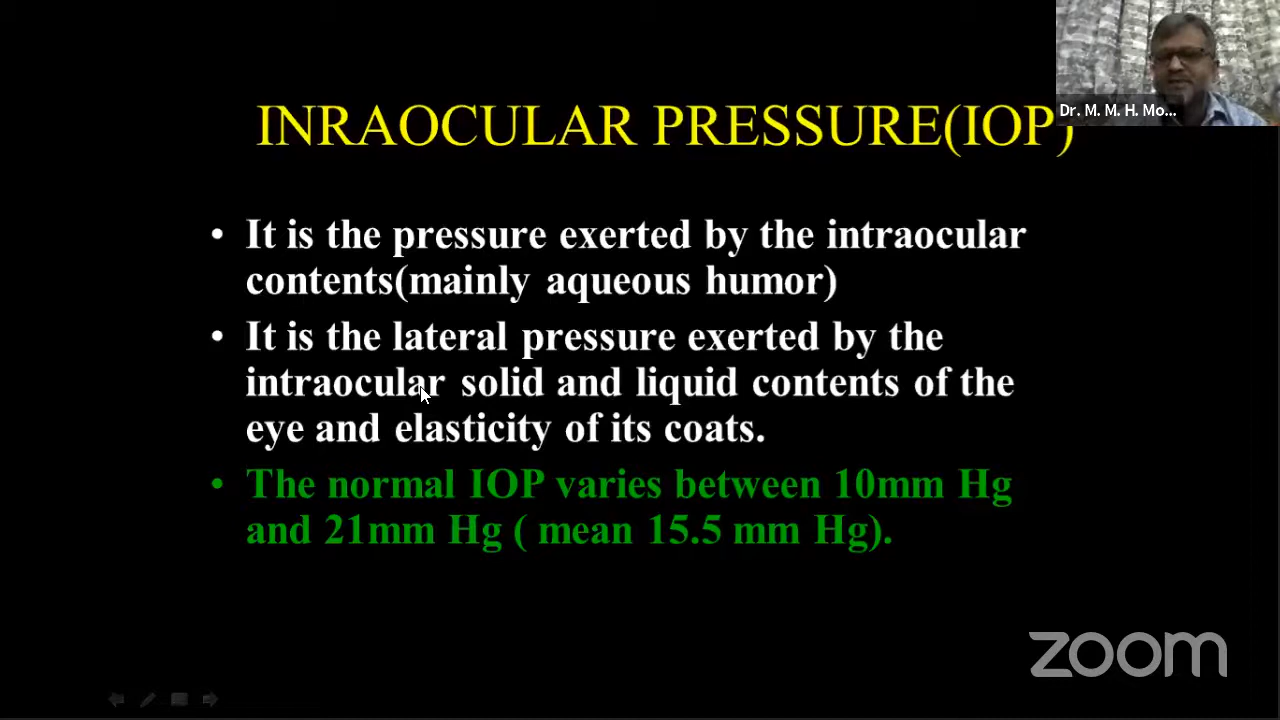 INRAOCULAR PRESSURE(IOP)
Dr. M. M. H. Mo...
• It is the pressure exerted by the intraocular
contents(mainly aqueous humor)
• It is the lateral pressure exerted by the
intraocular solid and liquid contents of the
eye and elasticity of its coats.
• The normal IOP varies between 10mm Hg
and 21mm Hg ( mean 15.5 mm Hg).
zoom